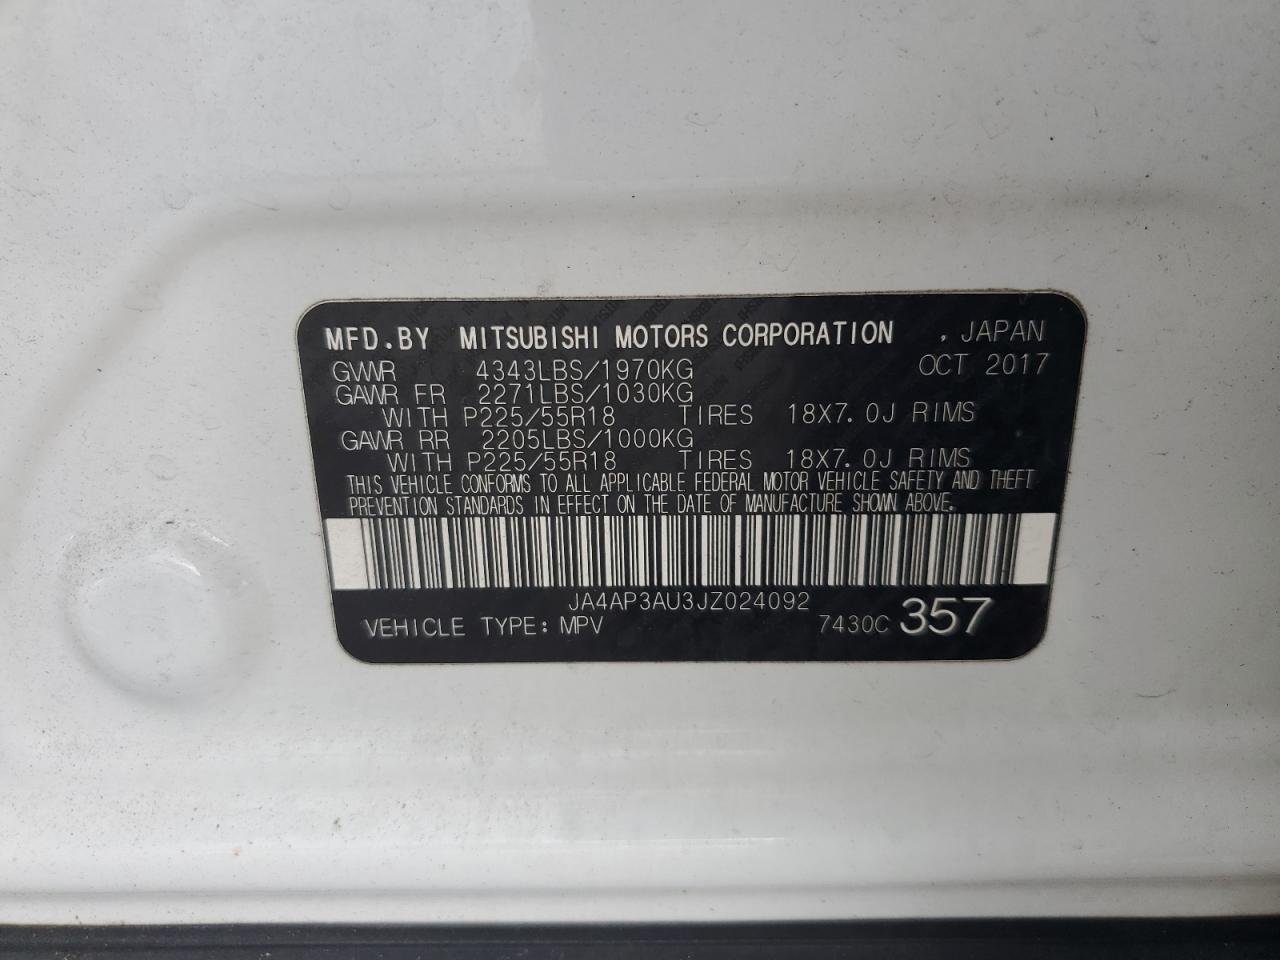 MFD.BY MITSUBISHI MOTORS CORPORATION , JAPAN
GVWR 4343LBS/1970KG OCT 2017
GAWR FR 2271LBS/1030KG
WITH P225/55R18 TIRES 18X7.0J RIMS
GAWR RR 2205LBS/1000KG
WITH P225/55R18 TIRES 18X7.0J RIMS
THIS VEHICLE CONFORMS TO ALL APPLICABLE FEDERAL MOTOR VEHICLE SAFETY AND THEFT
PREVENTION STANDARDS IN EFFECT ON THE DATE OF MANUFACTURE SHOWN ABOVE.
JA4AP3AU3JZ024092
VEHICLE TYPE: MPV 7430C 357